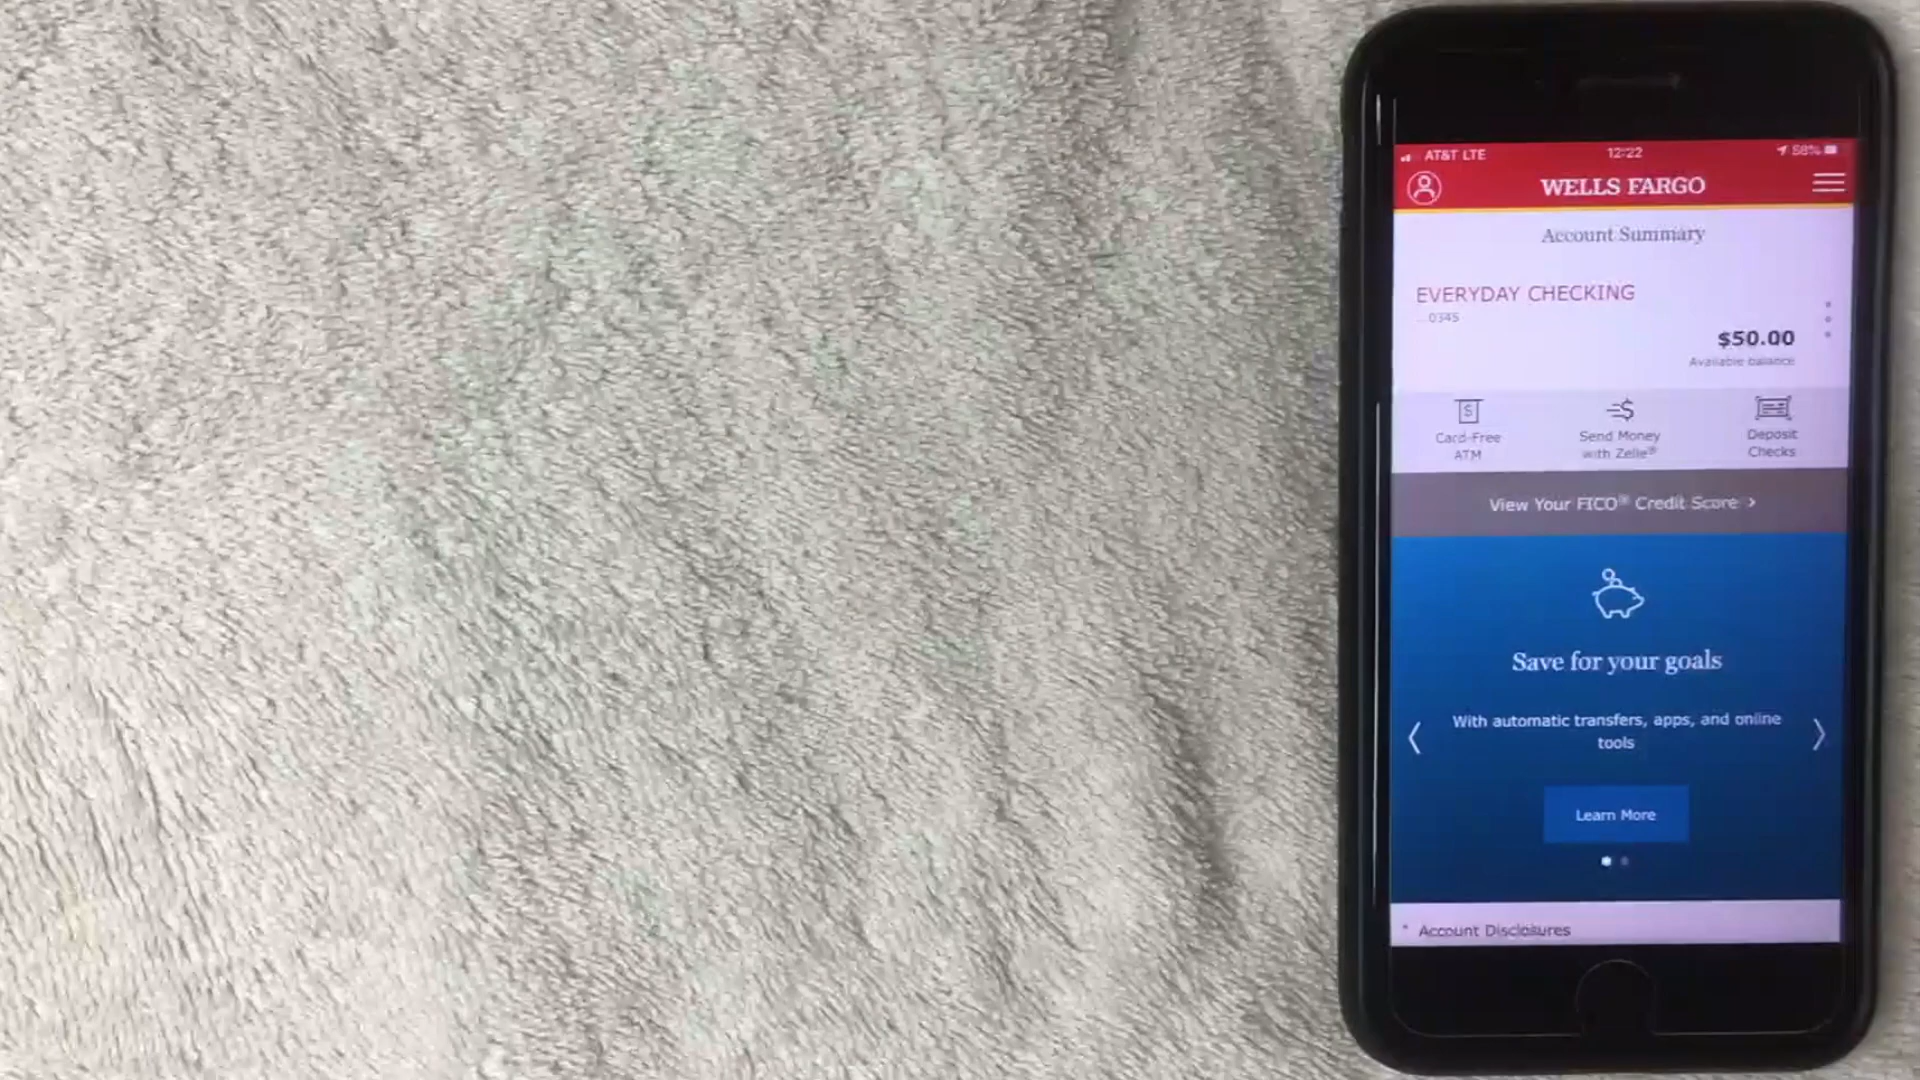 AT&T LTE 12:22 58%
WELLS FARGO
Account Summary
EVERYDAY CHECKING
...0345
$50.00
Available balance
Card-Free
ATM
Send Money
with Zelle®
Deposit
Checks
View Your FICO® Credit Score >
Save for your goals
With automatic transfers, apps, and online
tools
Learn More
* Account Disclosures